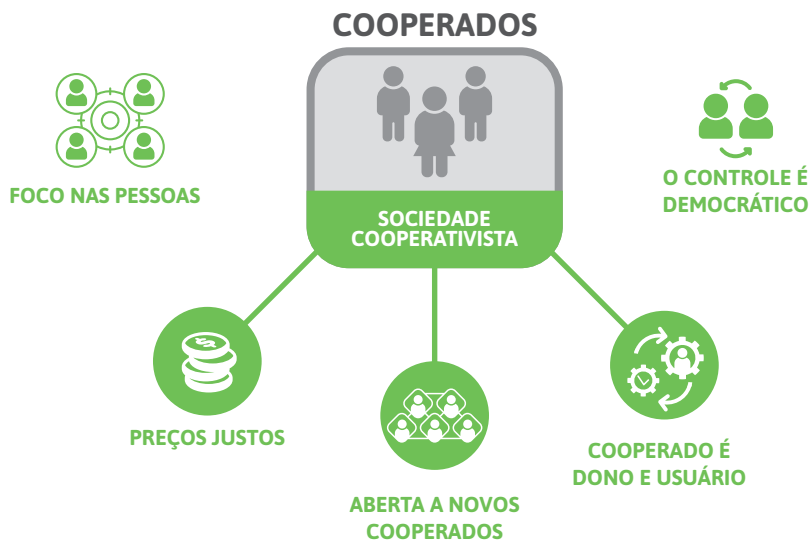 COOPERADOS
FOCO NAS PESSOAS
O CONTROLE É
DEMOCRÁTICO
SOCIEDADE
COOPERATIVISTA
PREÇOS JUSTOS
ABERTA A NOVOS
COOPERADOS
COOPERADO É
DONO E USUÁRIO